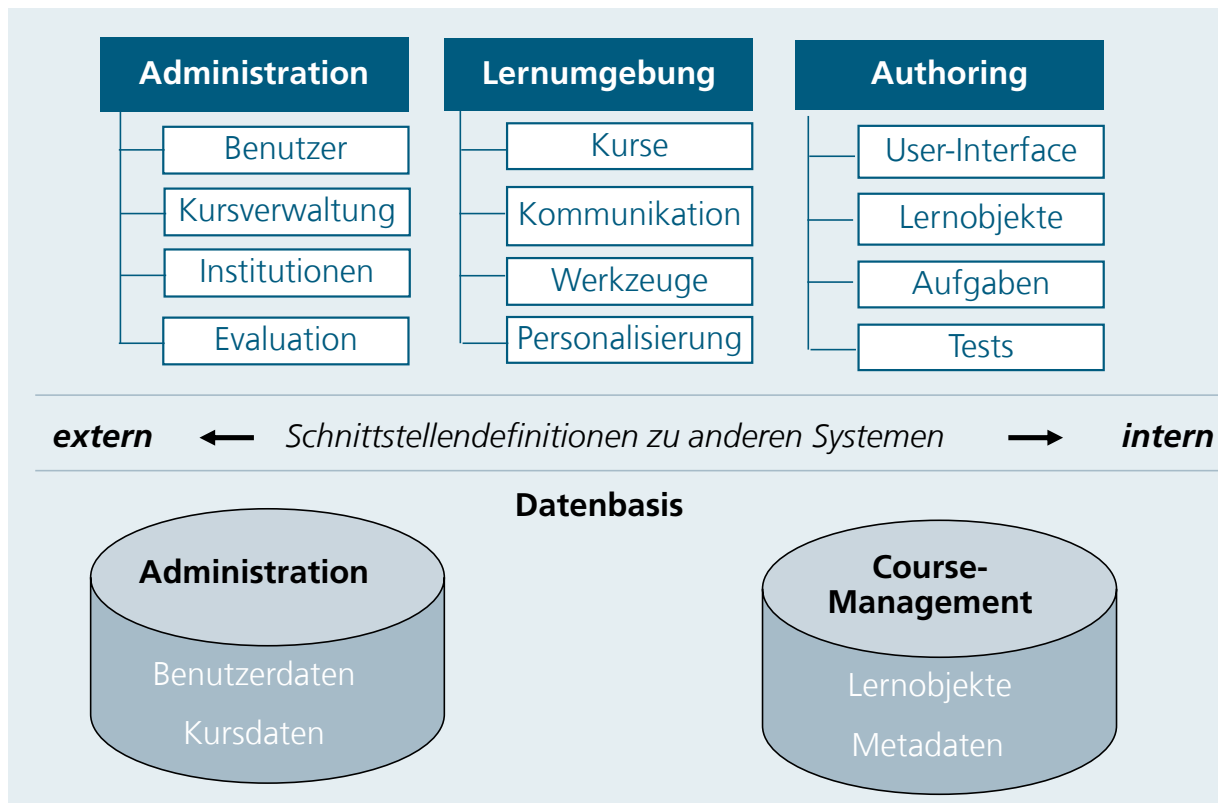 Administration
Benutzer
Kursverwaltung
Institutionen
Evaluation
Lernumgebung
Kurse
Kommunikation
Werkzeuge
Personalisierung
Authoring
User-Interface
Lernobjekte
Aufgaben
Tests
extern Schnittstellendefinitionen zu anderen Systemen intern
Datenbasis
Administration
Benutzerdaten
Kursdaten
Course-
Management
Lernobjekte
Metadaten